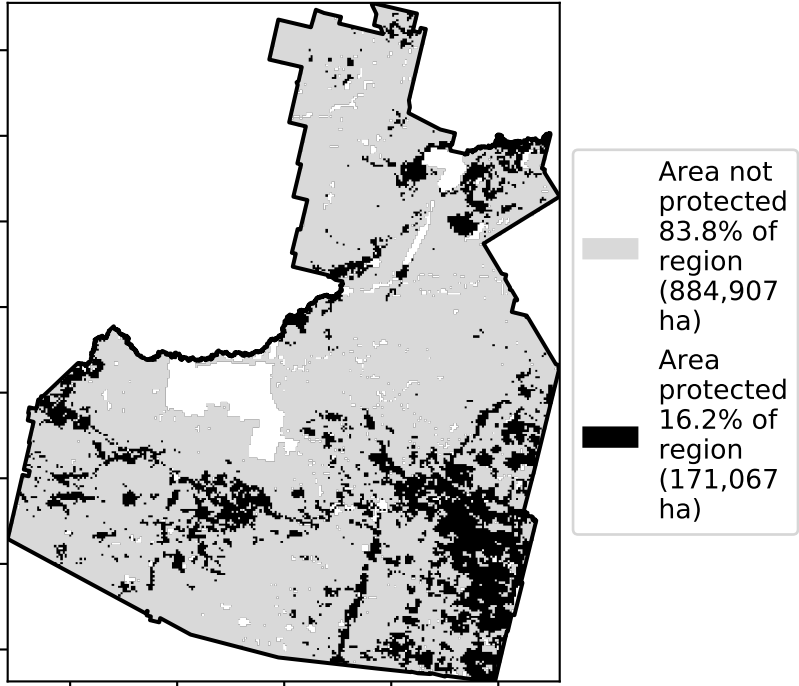 Area not
protected
83.8% of
region
(884,907
ha)
Area
protected
16.2% of
region
(171,067
ha)